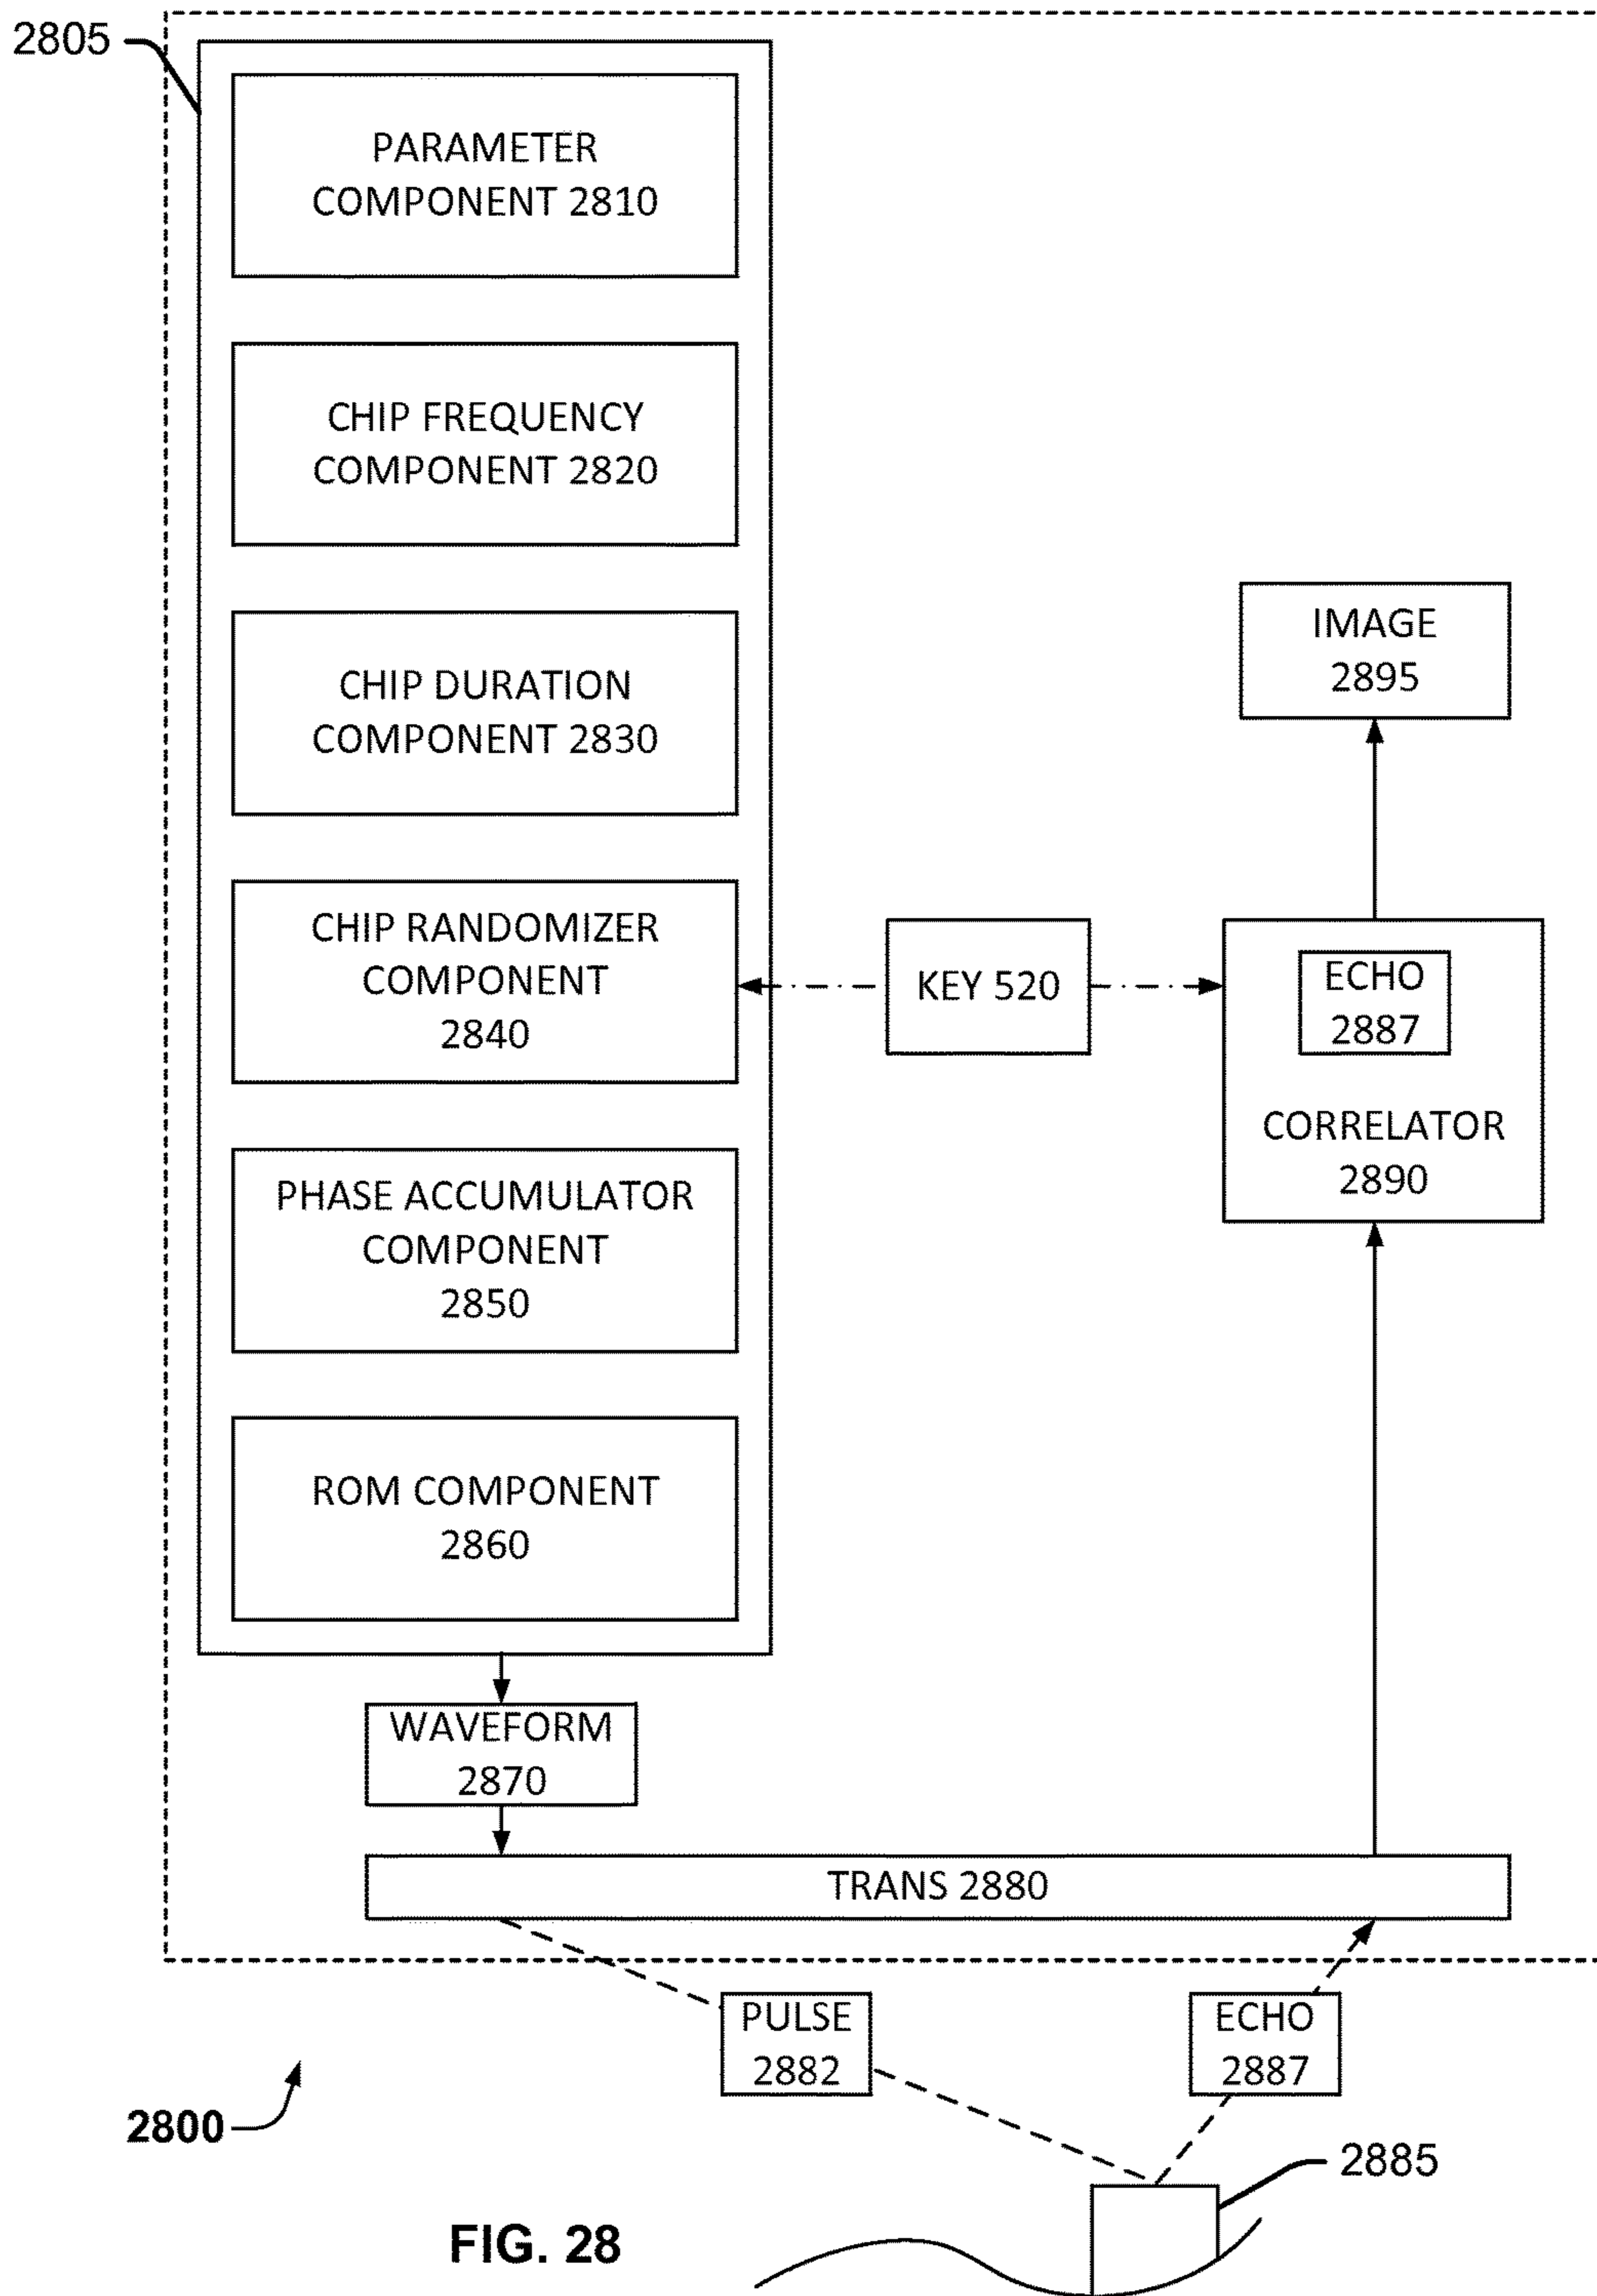 2805
PARAMETER
COMPONENT 2810
CHIP FREQUENCY
COMPONENT 2820
CHIP DURATION
COMPONENT 2830
CHIP RANDOMIZER
COMPONENT
2840
PHASE ACCUMULATOR
COMPONENT
2850
ROM COMPONENT
2860
IMAGE
2895
KEY 520
ECHO
2887
CORRELATOR
2890
WAVEFORM
2870
TRANS 2880
PULSE
2882
ECHO
2887
2800
2885
FIG. 28